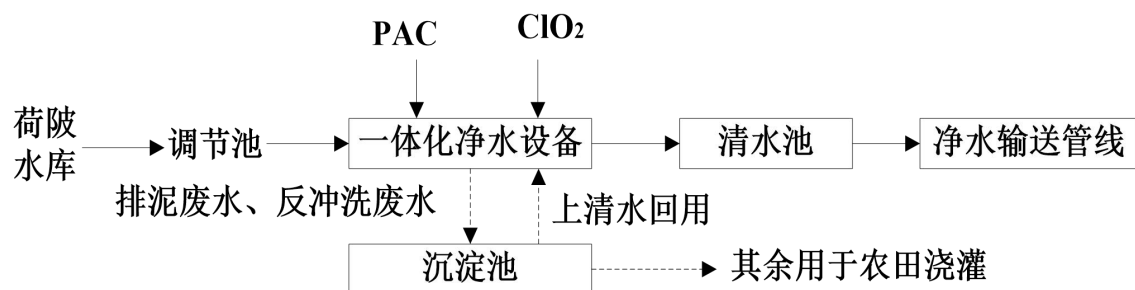 PAC
ClO₂
荷陂
水库
调节池
一体化净水设备
清水池
净水输送管线
排泥废水、反冲洗废水
上清水回用
沉淀池
其余用于农田浇灌